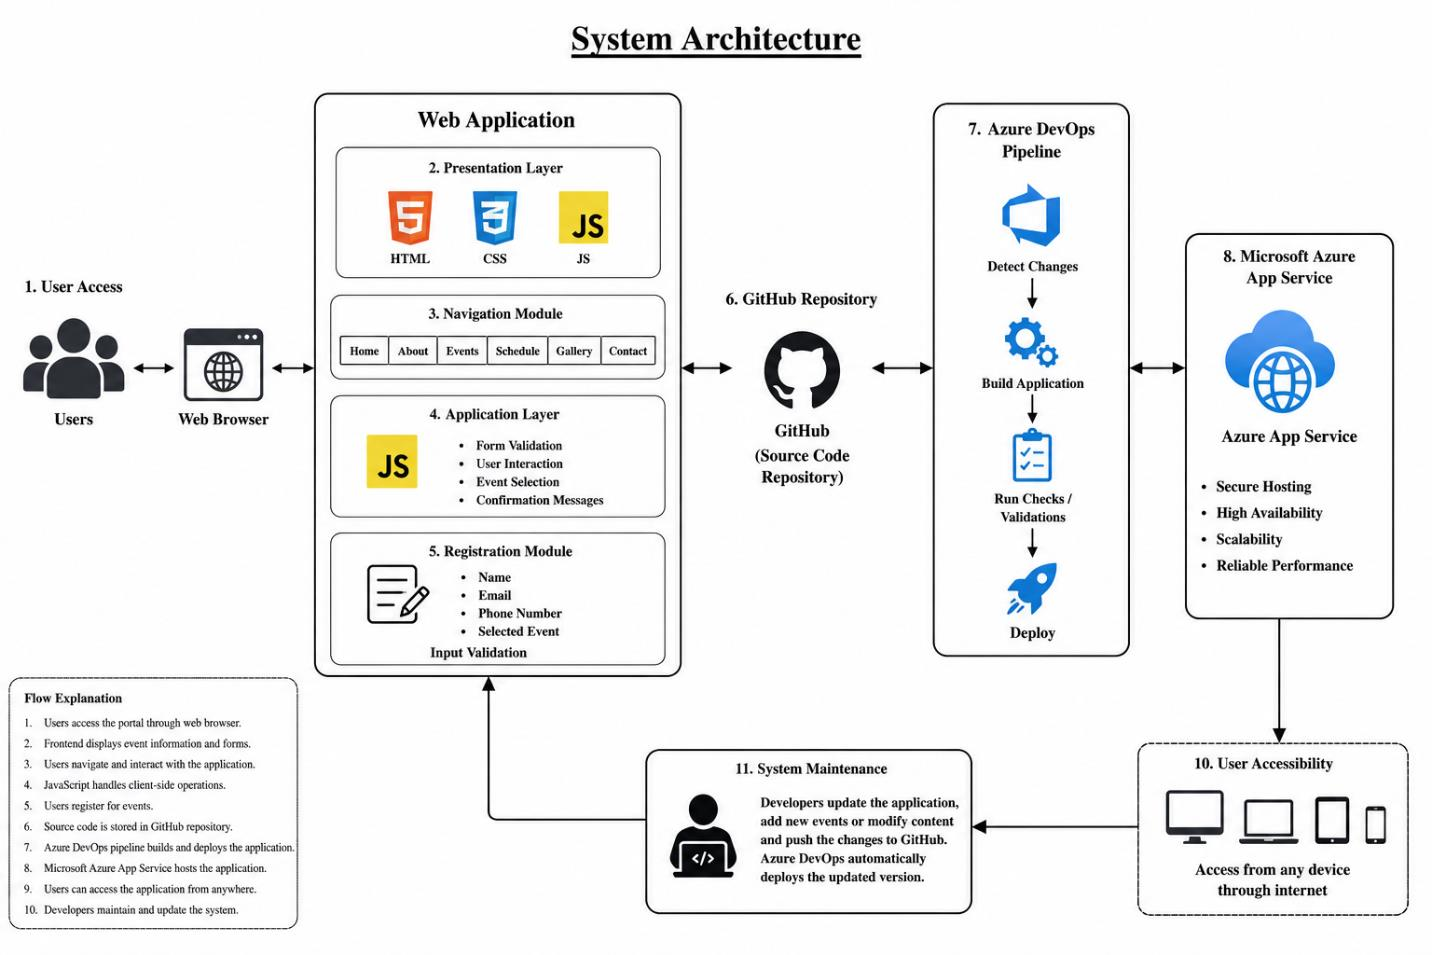 System Architecture
1. User Access
Users
Web Browser
Web Application
2. Presentation Layer
5
3
JS
HTML
CSS
JS
3. Navigation Module
Home
About
Events
Schedule
Gallery
Contact
4. Application Layer
JS
• Form Validation
• User Interaction
• Event Selection
• Confirmation Messages
5. Registration Module
• Name
• Email
• Phone Number
• Selected Event
Input Validation
6. GitHub Repository
GitHub
(Source Code
Repository)
7. Azure DevOps
Pipeline
Detect Changes
Build Application
Run Checks /
Validations
Deploy
8. Microsoft Azure
App Service
Azure App Service
• Secure Hosting
• High Availability
• Scalability
• Reliable Performance
10. User Accessibility
Access from any device
through internet
11. System Maintenance
</>
Developers update the application,
add new events or modify content
and push the changes to GitHub.
Azure DevOps automatically
deploys the updated version.
Flow Explanation
1. Users access the portal through web browser.
2. Frontend displays event information and forms.
3. Users navigate and interact with the application.
4. JavaScript handles client-side operations.
5. Users register for events.
6. Source code is stored in GitHub repository.
7. Azure DevOps pipeline builds and deploys the application.
8. Microsoft Azure App Service hosts the application.
9. Users can access the application from anywhere.
10. Developers maintain and update the system.